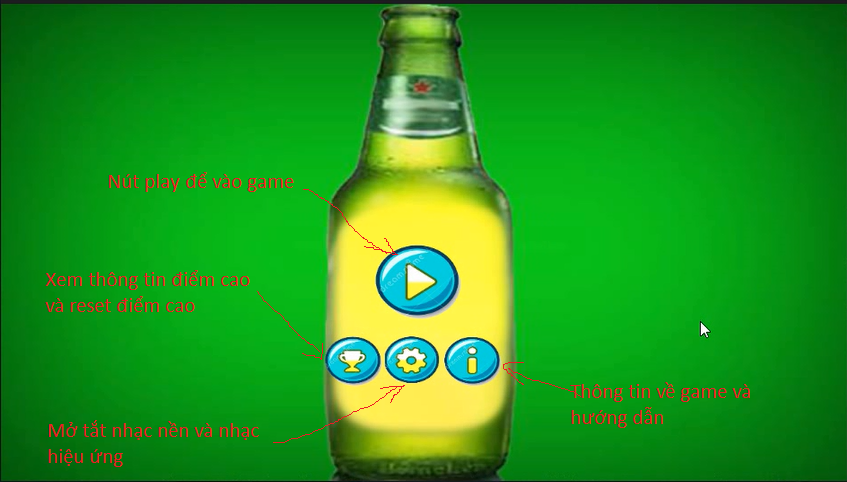 Nút play để vào game
Xem thông tin điểm cao
và reset điểm cao
Thông tin về game và
hướng dẫn
Mở tắt nhạc nền và nhạc
hiệu ứng